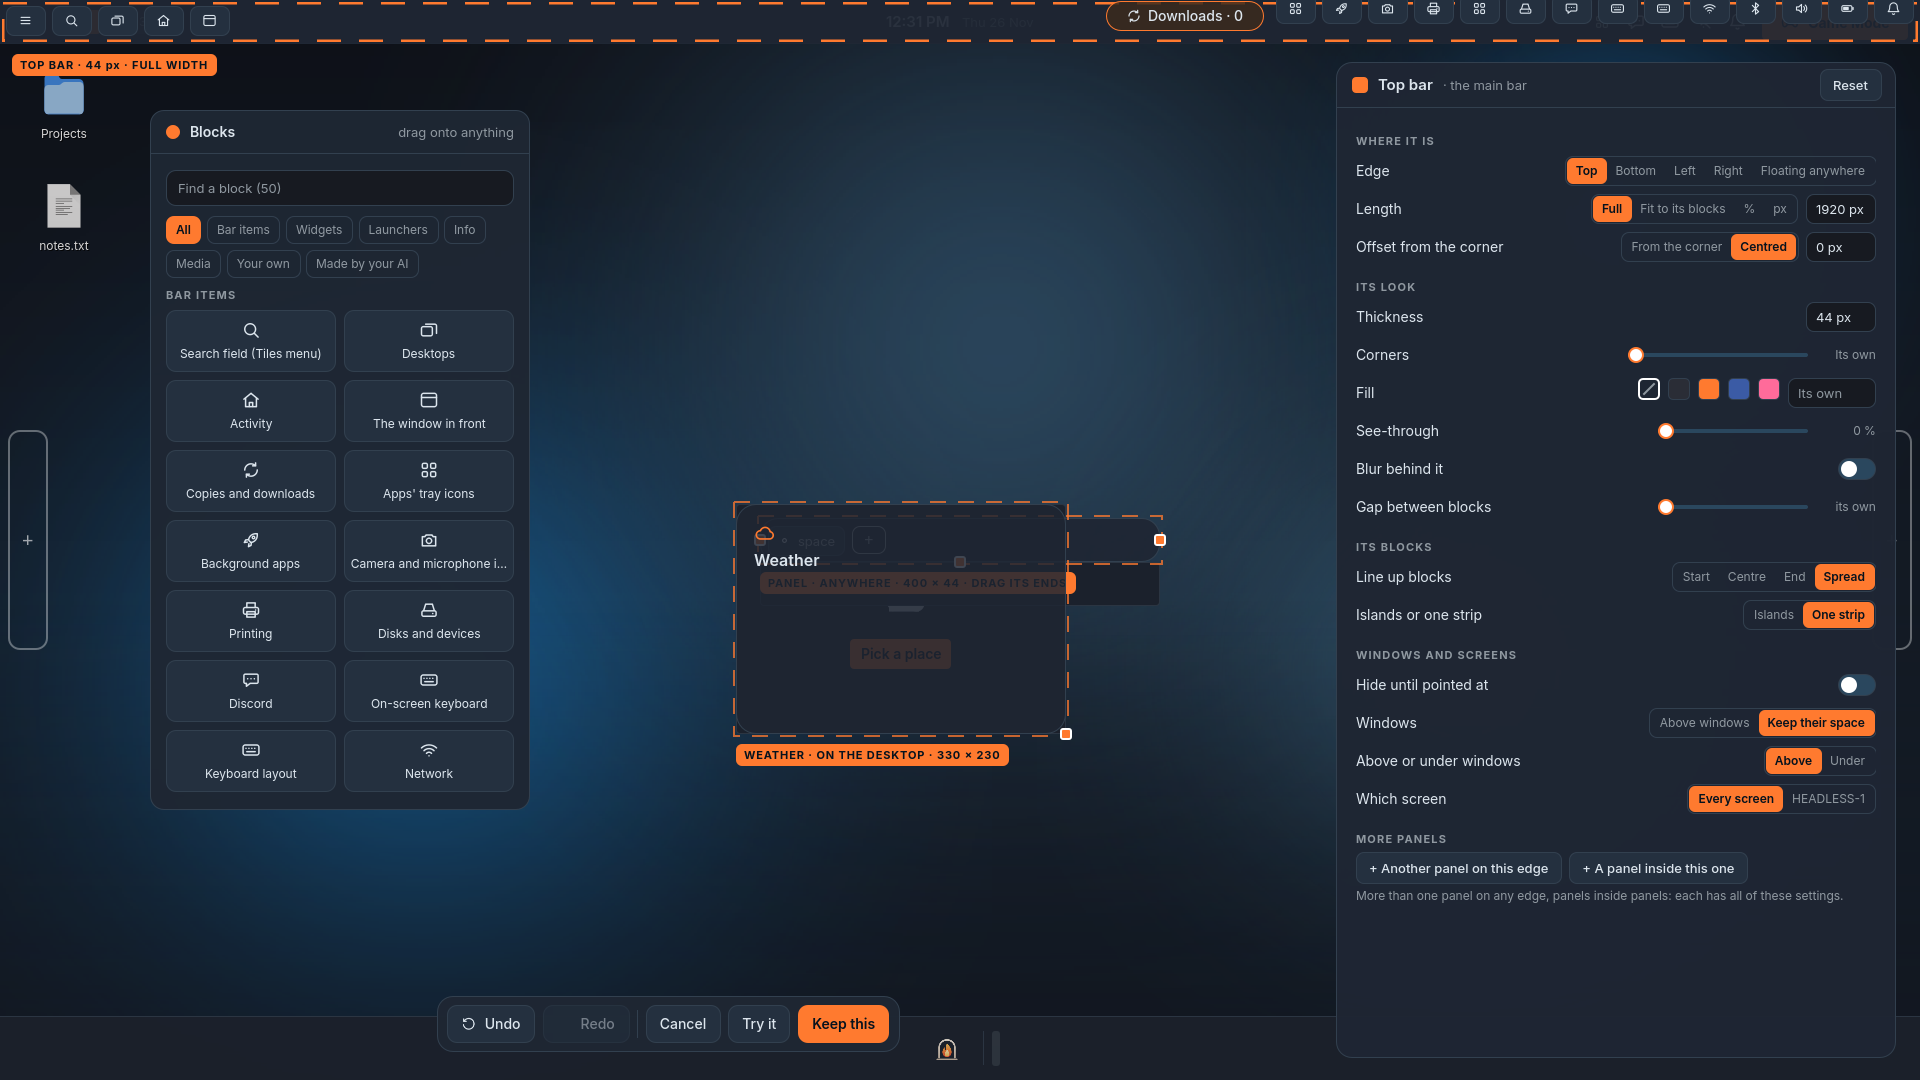 12:31 PM Thu 26 Nov
Downloads · 0
TOP BAR · 44 px · FULL WIDTH
Projects
notes.txt
Blocks
drag onto anything
Find a block (50)
All
Bar items
Widgets
Launchers
Info
Media
Your own
Made by your AI
BAR ITEMS
Search field (Tiles menu)
Desktops
Activity
The window in front
Copies and downloads
Apps' tray icons
Background apps
Camera and microphone i...
Printing
Disks and devices
Discord
On-screen keyboard
Keyboard layout
Network
+
space
+
Weather
PANEL · ANYWHERE · 400 × 44 · DRAG ITS ENDS
Pick a place
WEATHER · ON THE DESKTOP · 330 × 230
Undo
Redo
Cancel
Try it
Keep this
Top bar · the main bar
Reset
WHERE IT IS
Edge
Top
Bottom
Left
Right
Floating anywhere
Length
Full
Fit to its blocks
%
px
1920 px
Offset from the corner
From the corner
Centred
0 px
ITS LOOK
Thickness
44 px
Corners
Its own
Fill
Its own
See-through
0 %
Blur behind it
Gap between blocks
its own
ITS BLOCKS
Line up blocks
Start
Centre
End
Spread
Islands or one strip
Islands
One strip
WINDOWS AND SCREENS
Hide until pointed at
Windows
Above windows
Keep their space
Above or under windows
Above
Under
Which screen
Every screen
HEADLESS-1
MORE PANELS
+ Another panel on this edge
+ A panel inside this one
More than one panel on any edge, panels inside panels: each has all of these settings.